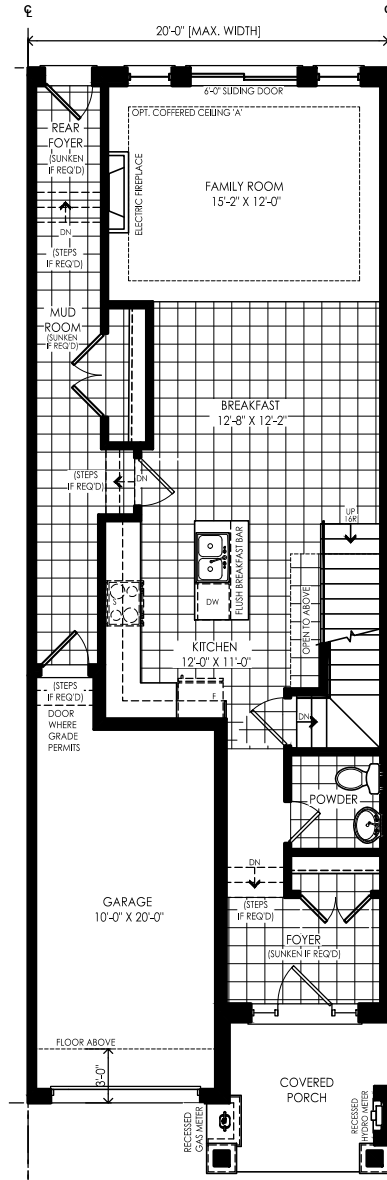 ℄
20'-0" [MAX. WIDTH]
6'-0" SLIDING DOOR
OPT. COFFERED CEILING 'A'
REAR
FOYER
(SUNKEN
IF REQ'D)
DN
(STEPS
IF REQ'D)
ELECTRIC FIREPLACE
FAMILY ROOM
15'-2" X 12'-0"
MUD
ROOM
(SUNKEN
IF REQ'D)
BREAKFAST
12'-8" X 12'-2"
(STEPS
IF REQ'D)
DN
UP
16R
FLUSH BREAKFAST BAR
DW
OPEN TO ABOVE
KITCHEN
12'-0" X 11'-0"
F
(STEPS
IF REQ'D)
DOOR
WHERE
GRADE
PERMITS
DN
POWDER
DN
(STEPS
IF REQ'D)
GARAGE
10'-0" X 20'-0"
FOYER
(SUNKEN IF REQ'D)
FLOOR ABOVE
3'-0"
COVERED
PORCH
RECESSED
GAS METER
RECESSED
HYDRO METER